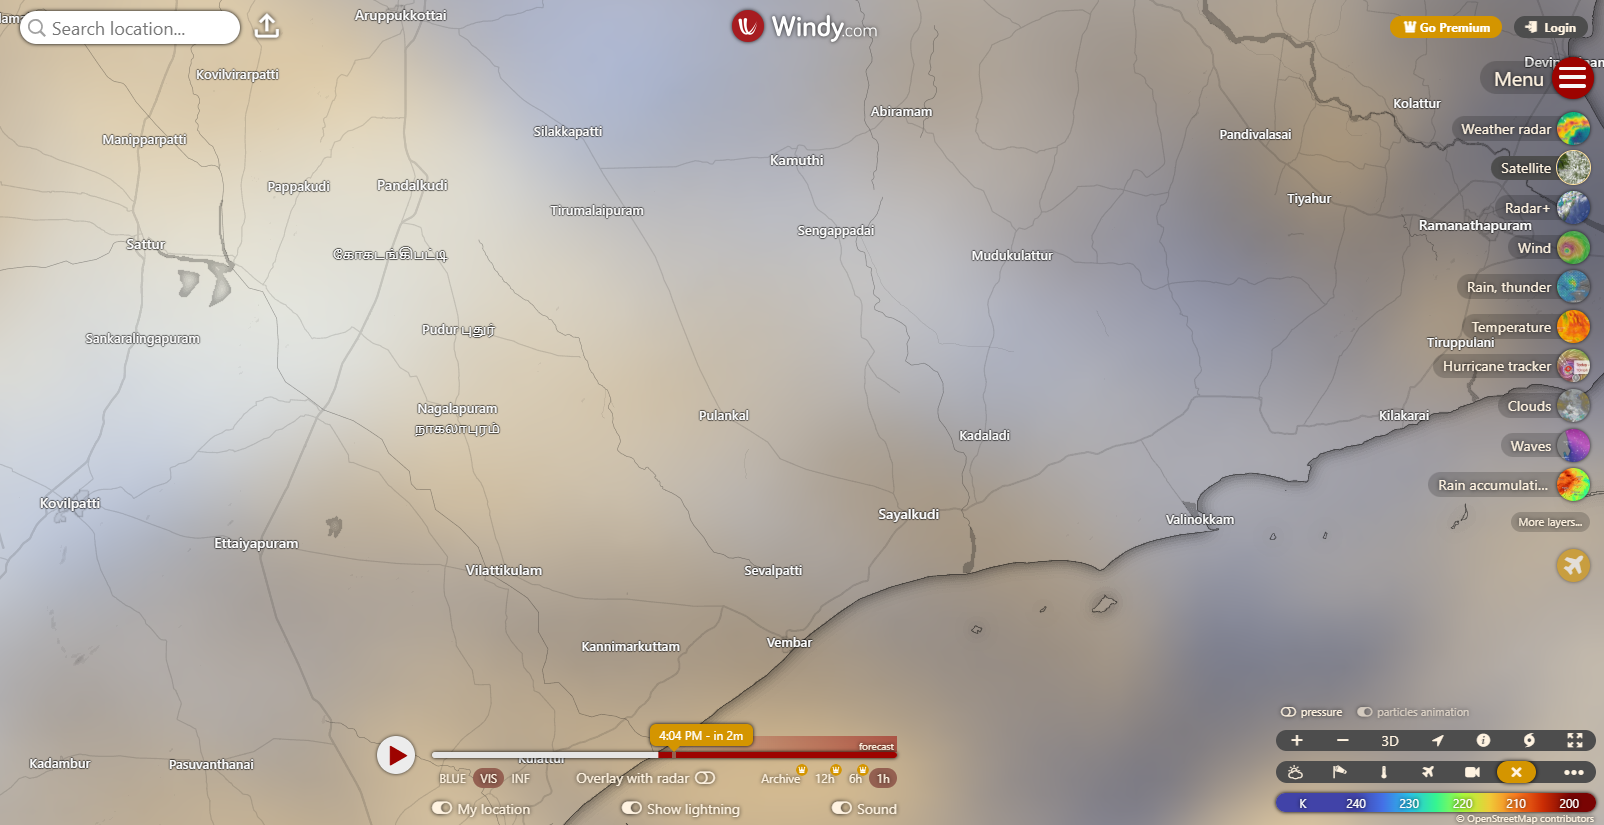 Search location...
Windy.com
Go Premium
Login
Aruppukkottai
Menu
Kovilvirarpatti
Kolattur
Abiramam
Weather radar
Silakkapatti
Pandivalasai
Manipparpatti
Kamuthi
Satellite
Pappakudi
Pandalkudi
Tiyahur
Radar+
Tirumalaipuram
Ramanathapuram
Sengappadai
Sattur
Wind
கோகடங்கிபட்டி
Mudukulattur
Rain, thunder
Temperature
Pudur புதூர்
Sankaralingapuram
Tiruppulani
Hurricane tracker
Clouds
Nagalapuram
நாகலாபுரம்
Pulankal
Kilakarai
Kadaladi
Waves
Rain accumulati...
Kovilpatti
Sayalkudi
Valinokkam
More layers...
Ettaiyapuram
Vilattikulam
Sevalpatti
Kannimarkuttam
Vembar
pressure
particles animation
4:04 PM - in 2m
3D
forecast
Kulattur
Kadambur
Pasuvanthanai
BLUE VIS INF
Overlay with radar
Archive 12h 6h 1h
My location
Show lightning
Sound
K 240 230 220 210 200
© OpenStreetMap contributors